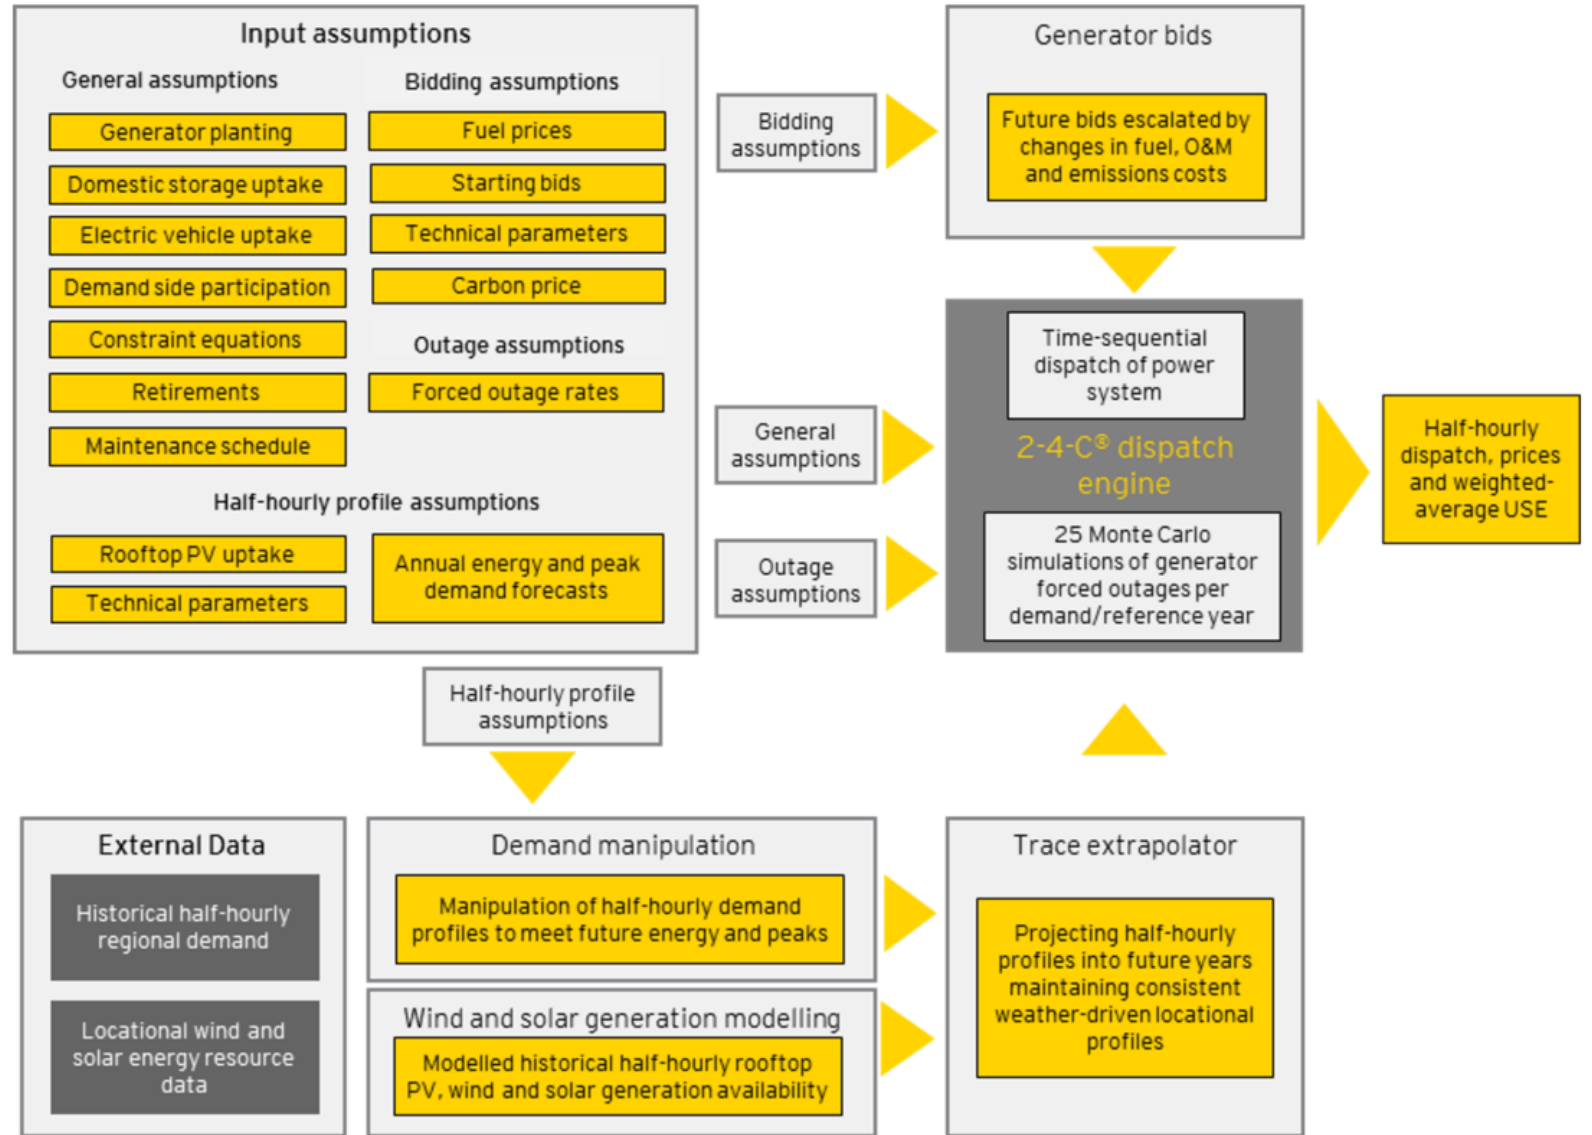 Input assumptions
General assumptions
Generator planting
Domestic storage uptake
Electric vehicle uptake
Demand side participation
Constraint equations
Retirements
Maintenance schedule
Bidding assumptions
Fuel prices
Starting bids
Technical parameters
Carbon price
Outage assumptions
Forced outage rates
Half-hourly profile assumptions
Rooftop PV uptake
Technical parameters
Annual energy and peak
demand forecasts
Bidding
assumptions
General
assumptions
Outage
assumptions
Generator bids
Future bids escalated by
changes in fuel, O&M
and emissions costs
Time-sequential
dispatch of power
system
2-4-C® dispatch
engine
25 Monte Carlo
simulations of generator
forced outages per
demand/reference year
Half-hourly
dispatch, prices
and weighted-
average USE
Half-hourly profile
assumptions
External Data
Historical half-hourly
regional demand
Locational wind and
solar energy resource
data
Demand manipulation
Manipulation of half-hourly demand
profiles to meet future energy and peaks
Wind and solar generation modelling
Modelled historical half-hourly rooftop
PV, wind and solar generation availability
Trace extrapolator
Projecting half-hourly
profiles into future years
maintaining consistent
weather-driven locational
profiles